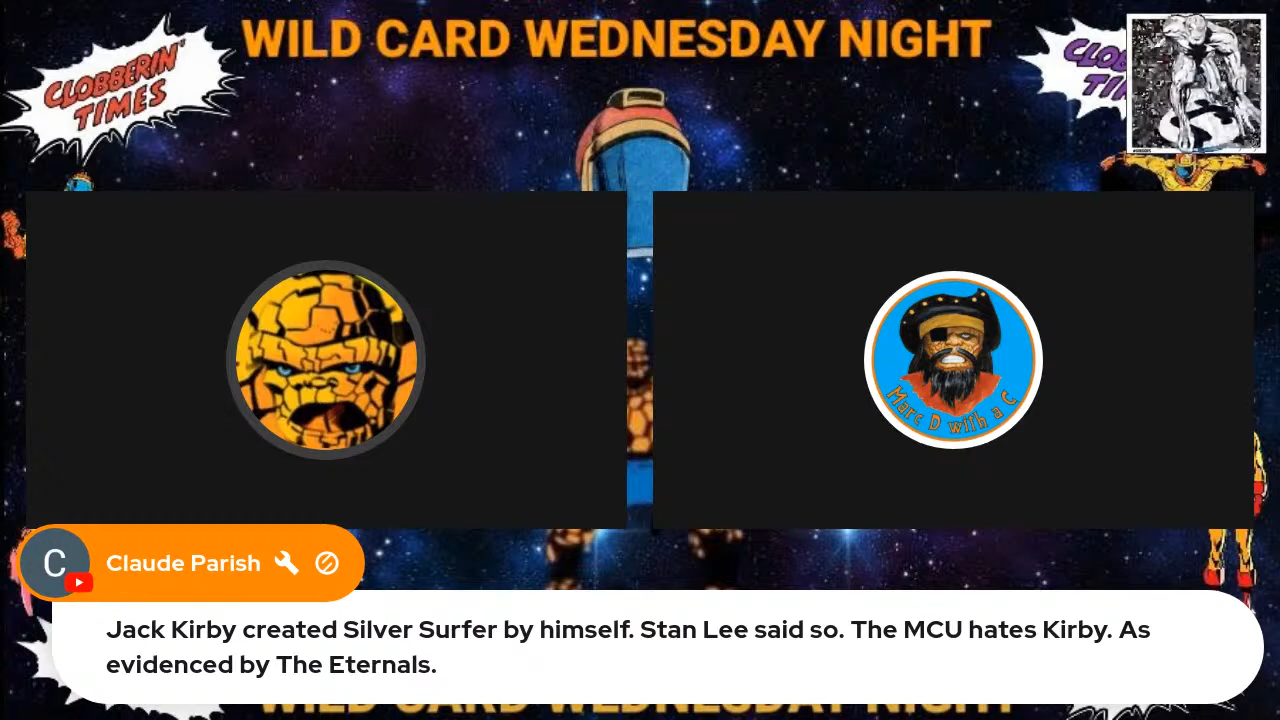 WILD CARD WEDNESDAY NIGHT
CLOBBERIN'
TIMES
Marc D with a C
C
Claude Parish
Jack Kirby created Silver Surfer by himself. Stan Lee said so. The MCU hates Kirby. As
evidenced by The Eternals.
WILD CARD WEDNESDAY NIGHT